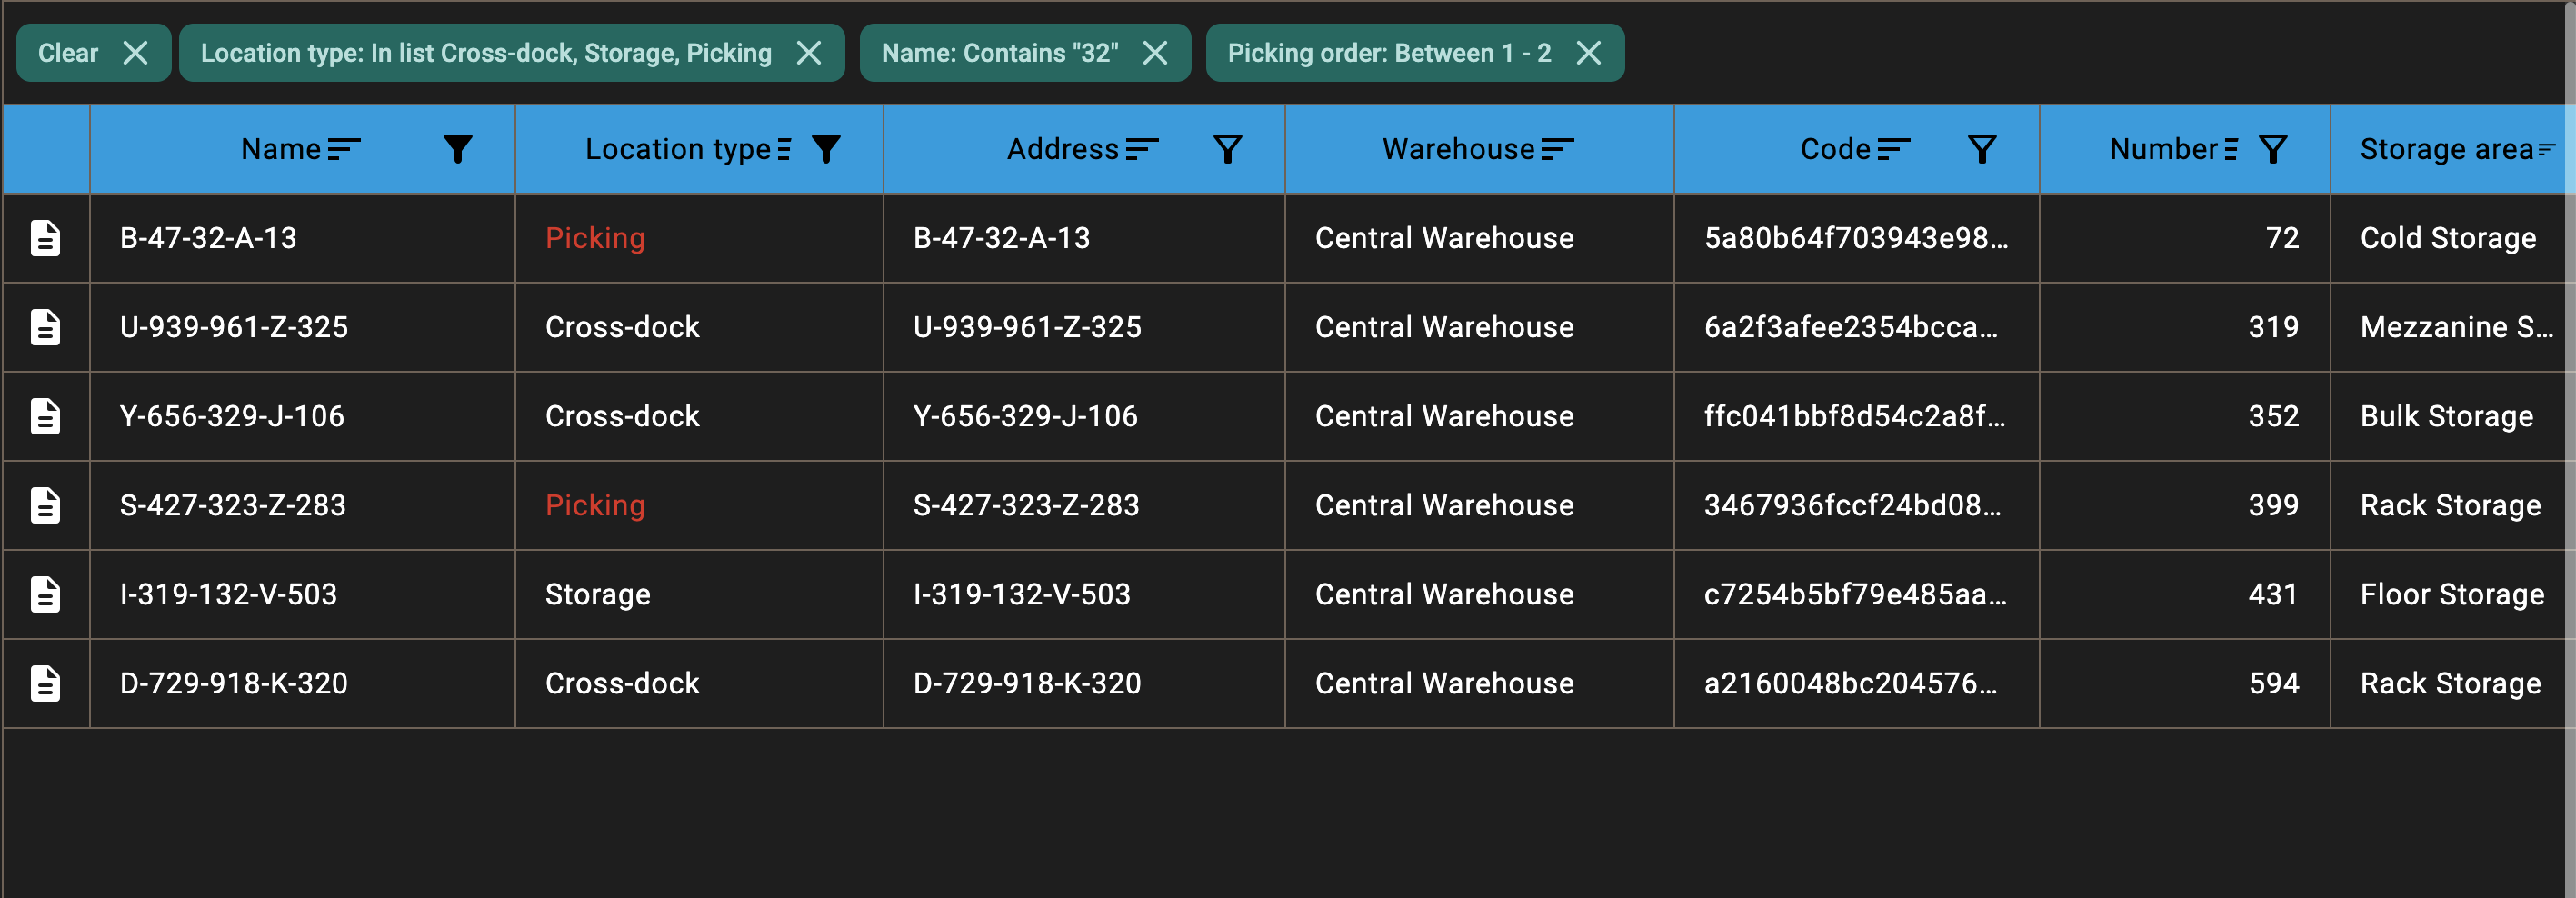 Clear Location type: In list Cross-dock, Storage, Picking Name: Contains "32" Picking order: Between 1 - 2
Name Location type Address Warehouse Code Number Storage area
B-47-32-A-13 Picking B-47-32-A-13 Central Warehouse 5a80b64f703943e98... 72 Cold Storage
U-939-961-Z-325 Cross-dock U-939-961-Z-325 Central Warehouse 6a2f3afee2354bcca... 319 Mezzanine S...
Y-656-329-J-106 Cross-dock Y-656-329-J-106 Central Warehouse ffc041bbf8d54c2a8f... 352 Bulk Storage
S-427-323-Z-283 Picking S-427-323-Z-283 Central Warehouse 3467936fccf24bd08... 399 Rack Storage
I-319-132-V-503 Storage I-319-132-V-503 Central Warehouse c7254b5bf79e485aa... 431 Floor Storage
D-729-918-K-320 Cross-dock D-729-918-K-320 Central Warehouse a2160048bc204576... 594 Rack Storage